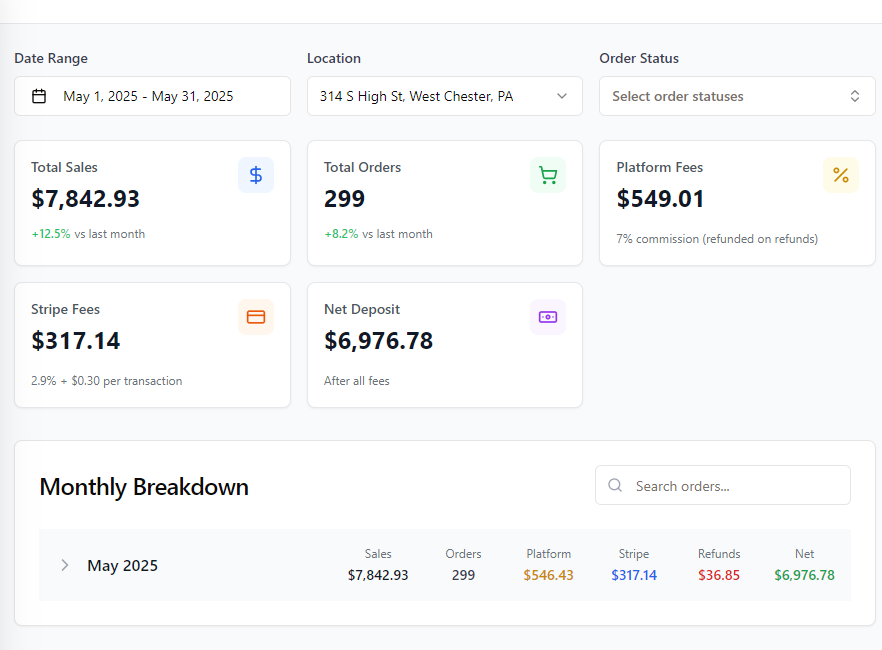 Date Range
Location
Order Status
May 1, 2025 - May 31, 2025
314 S High St, West Chester, PA
Select order statuses
Total Sales
$7,842.93
+12.5% vs last month
Total Orders
299
+8.2% vs last month
Platform Fees
$549.01
7% commission (refunded on refunds)
Stripe Fees
$317.14
2.9% + $0.30 per transaction
Net Deposit
$6,976.78
After all fees
Monthly Breakdown
Search orders...
May 2025
Sales Orders Platform Stripe Refunds Net
$7,842.93 299 $546.43 $317.14 $36.85 $6,976.78